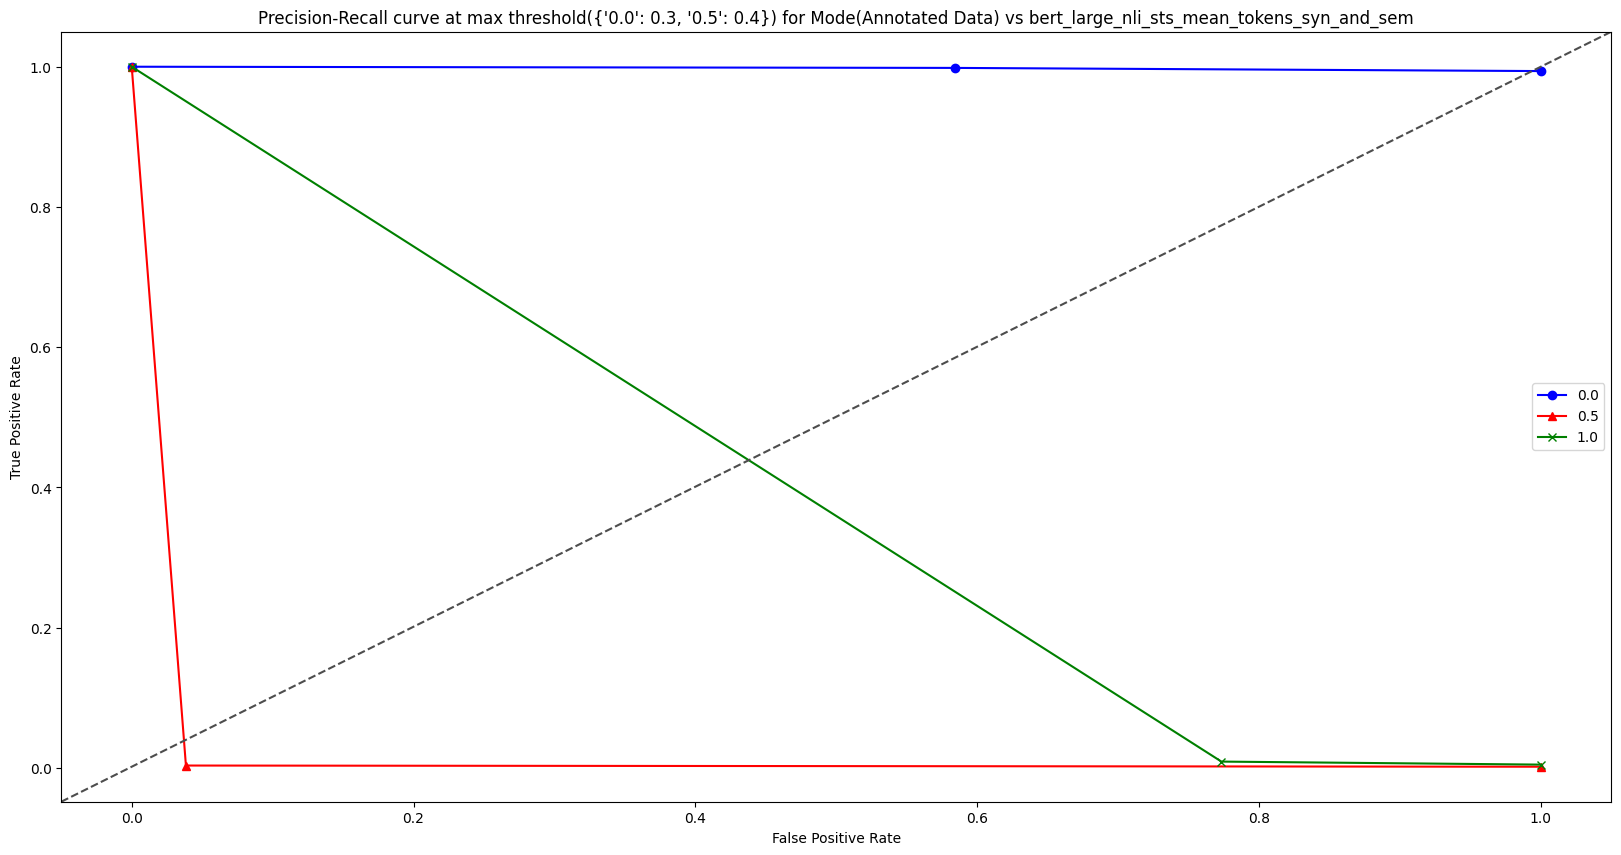 Precision-Recall curve at max threshold({'0.0': 0.3, '0.5': 0.4}) for Mode(Annotated Data) vs bert_large_nli_sts_mean_tokens_syn_and_sem
1.0
0.8
0.6
0.4
0.2
0.0
True Positive Rate
0.0
0.5
1.0
0.0 0.2 0.4 0.6 0.8 1.0
False Positive Rate